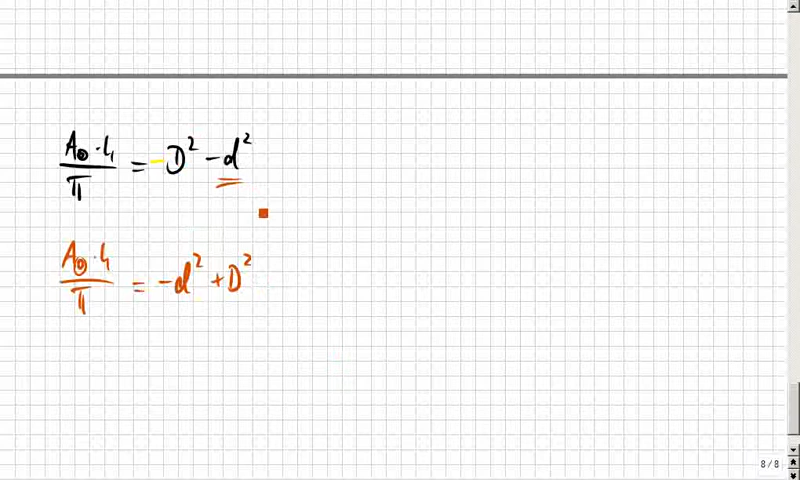 A⊚·4/π = -D² - d²
A⊚·4/π = -d² + D²
8/8